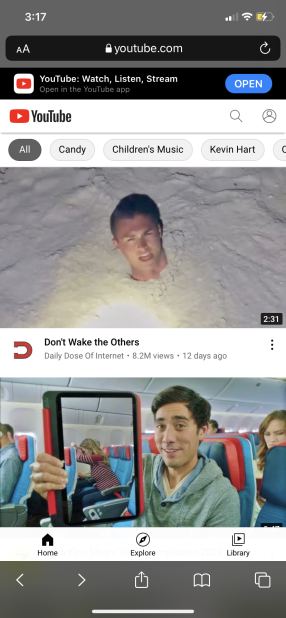 3:17
AA
youtube.com
YouTube: Watch, Listen, Stream
Open in the YouTube app
OPEN
YouTube
All
Candy
Children's Music
Kevin Hart
2:31
Don't Wake the Others
Daily Dose Of Internet • 8.2M views • 12 days ago
Home
Explore
Library